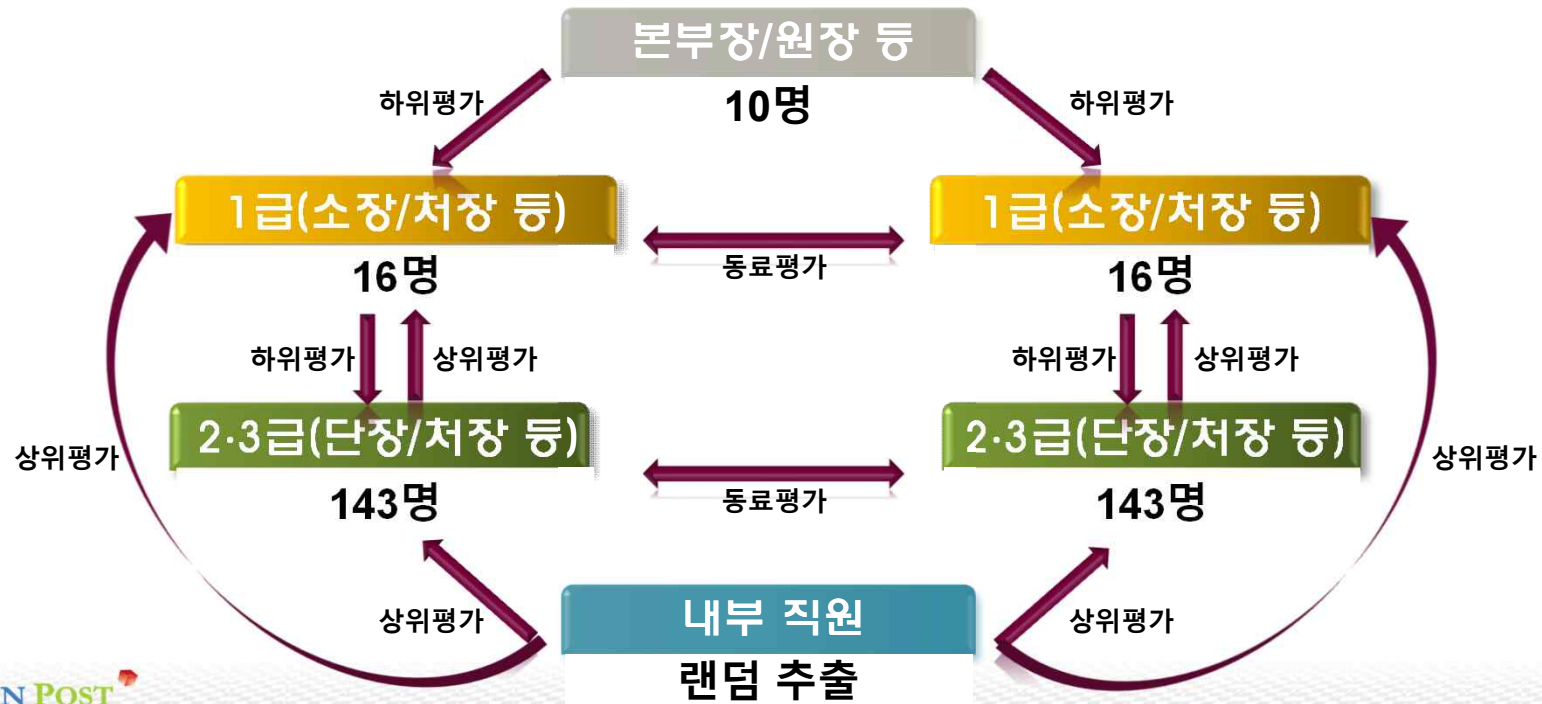 본부장/원장 등
10명
하위평가
하위평가
1급(소장/처장 등)
1급(소장/처장 등)
16명
동료평가
16명
하위평가
상위평가
하위평가
상위평가
2·3급(단장/처장 등)
2·3급(단장/처장 등)
상위평가
143명
동료평가
143명
상위평가
상위평가
내부 직원
상위평가
랜덤 추출
N POST